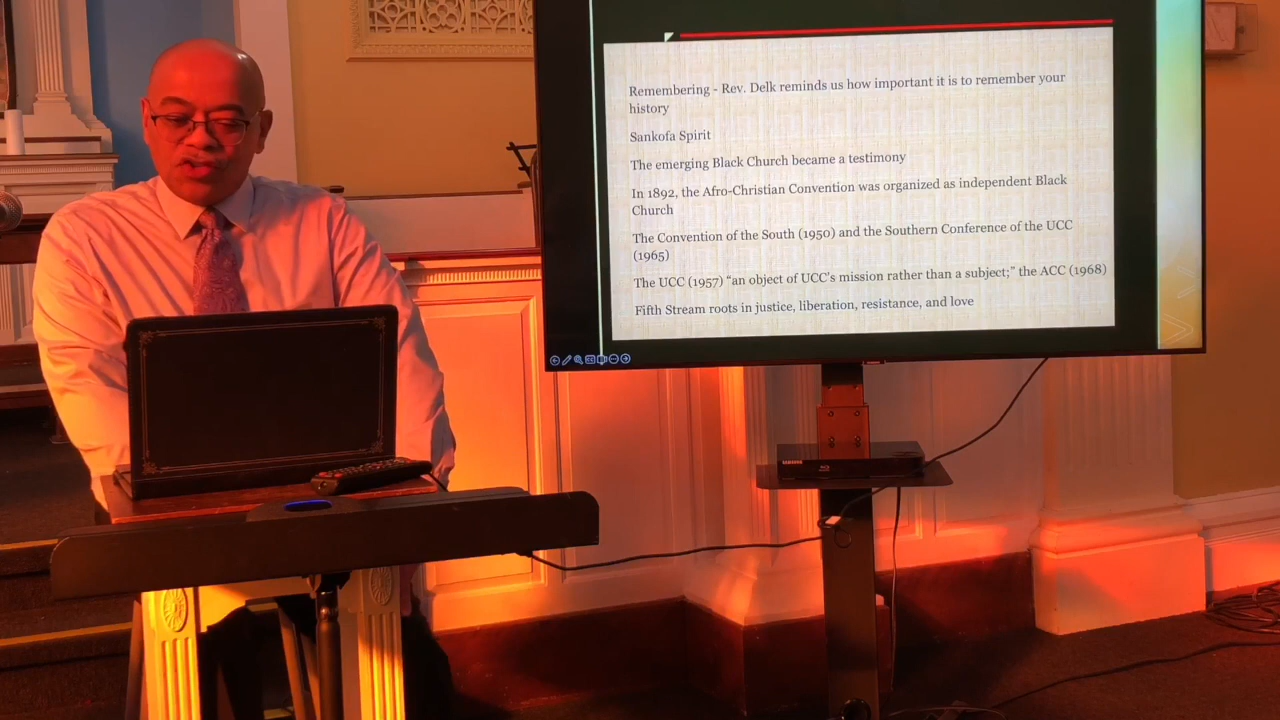 Remembering - Rev. Delk reminds us how important it is to remember your
history
Sankofa Spirit
The emerging Black Church became a testimony
In 1892, the Afro-Christian Convention was organized as independent Black
Church
The Convention of the South (1950) and the Southern Conference of the UCC
(1965)
The UCC (1957) “an object of UCC's mission rather than a subject;” the ACC (1968)
Fifth Stream roots in justice, liberation, resistance, and love
SAMSUNG